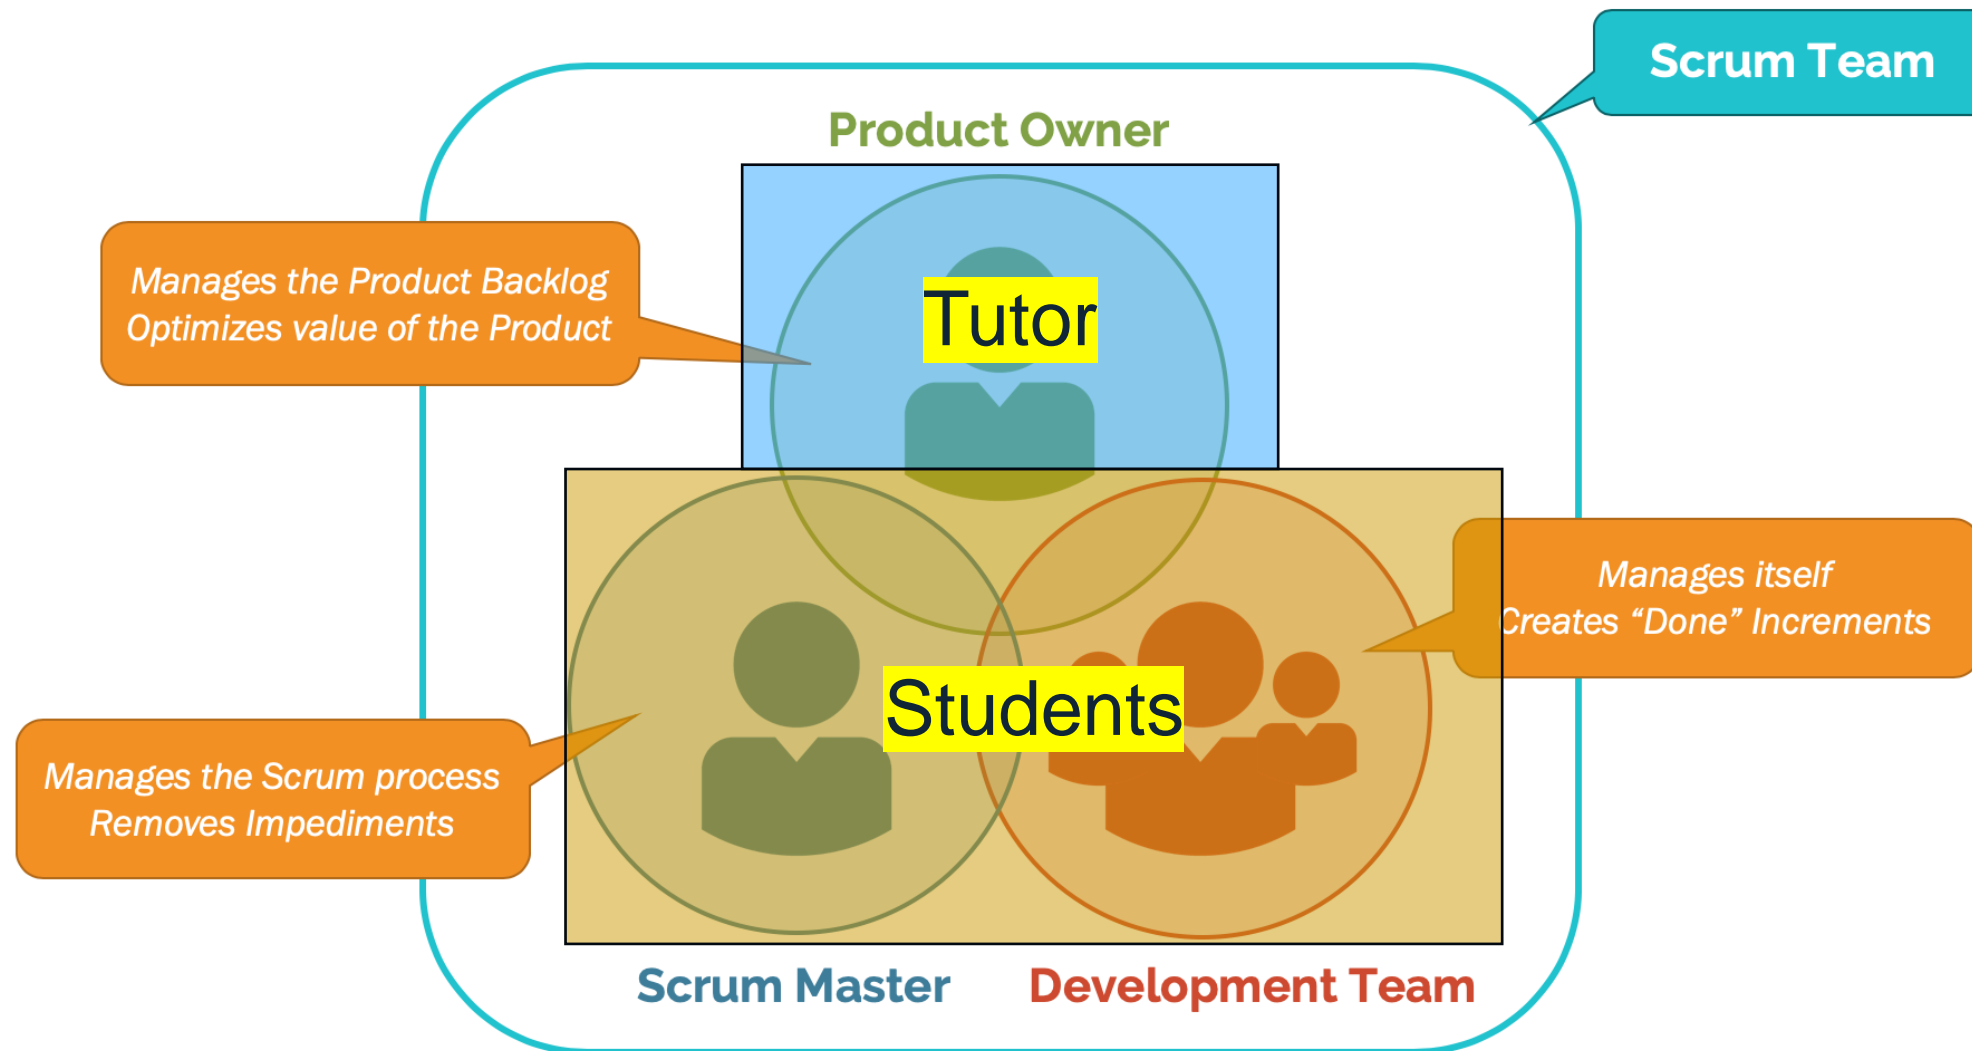 Scrum Team
Product Owner
Manages the Product Backlog
Optimizes value of the Product
Tutor
Manages itself
Creates “Done” Increments
Students
Manages the Scrum process
Removes Impediments
Scrum Master
Development Team